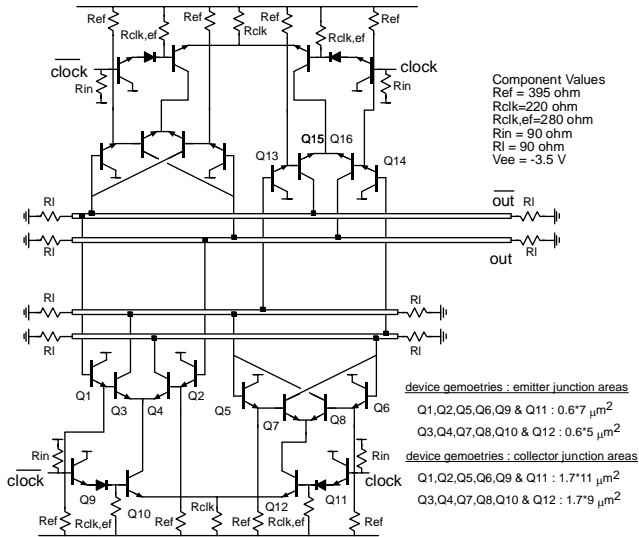 Ref Ref Ref Ref
Rclk,ef Rclk Rclk,ef
clock clock
Rin Rin
Component Values
Ref = 395 ohm
Rclk=220 ohm
Rclk,ef=280 ohm
Rin = 90 ohm
Rl = 90 ohm
Vee = -3.5 V
Q15 Q16
Q13 Q14
out
Rl Rl
Rl Rl
out
Rl Rl
Rl Rl
Q1 Q2 Q5 Q6
Q3 Q4 Q7 Q8
device gemoetries : emitter junction areas
Q1,Q2,Q5,Q6,Q9 & Q11 : 0.6*7 μm2
Q3,Q4,Q7,Q8,Q10 & Q12 : 0.6*5 μm2
device gemoetries : collector junction areas
Q1,Q2,Q5,Q6,Q9 & Q11 : 1.7*11 μm2
Q3,Q4,Q7,Q8,Q10 & Q12 : 1.7*9 μm2
Rin Rin
clock clock
Q9 Q10 Q12 Q11
Ref Rclk,ef Ref Rclk Ref Rclk,ef Ref